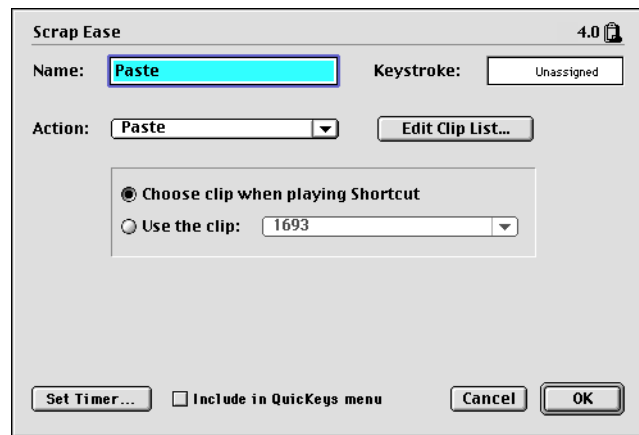 Scrap Ease 4.0
Name: Paste Keystroke: Unassigned
Action: Paste Edit Clip List...
Choose clip when playing Shortcut
Use the clip: 1693
Set Timer... Include in QuicKeys menu Cancel OK